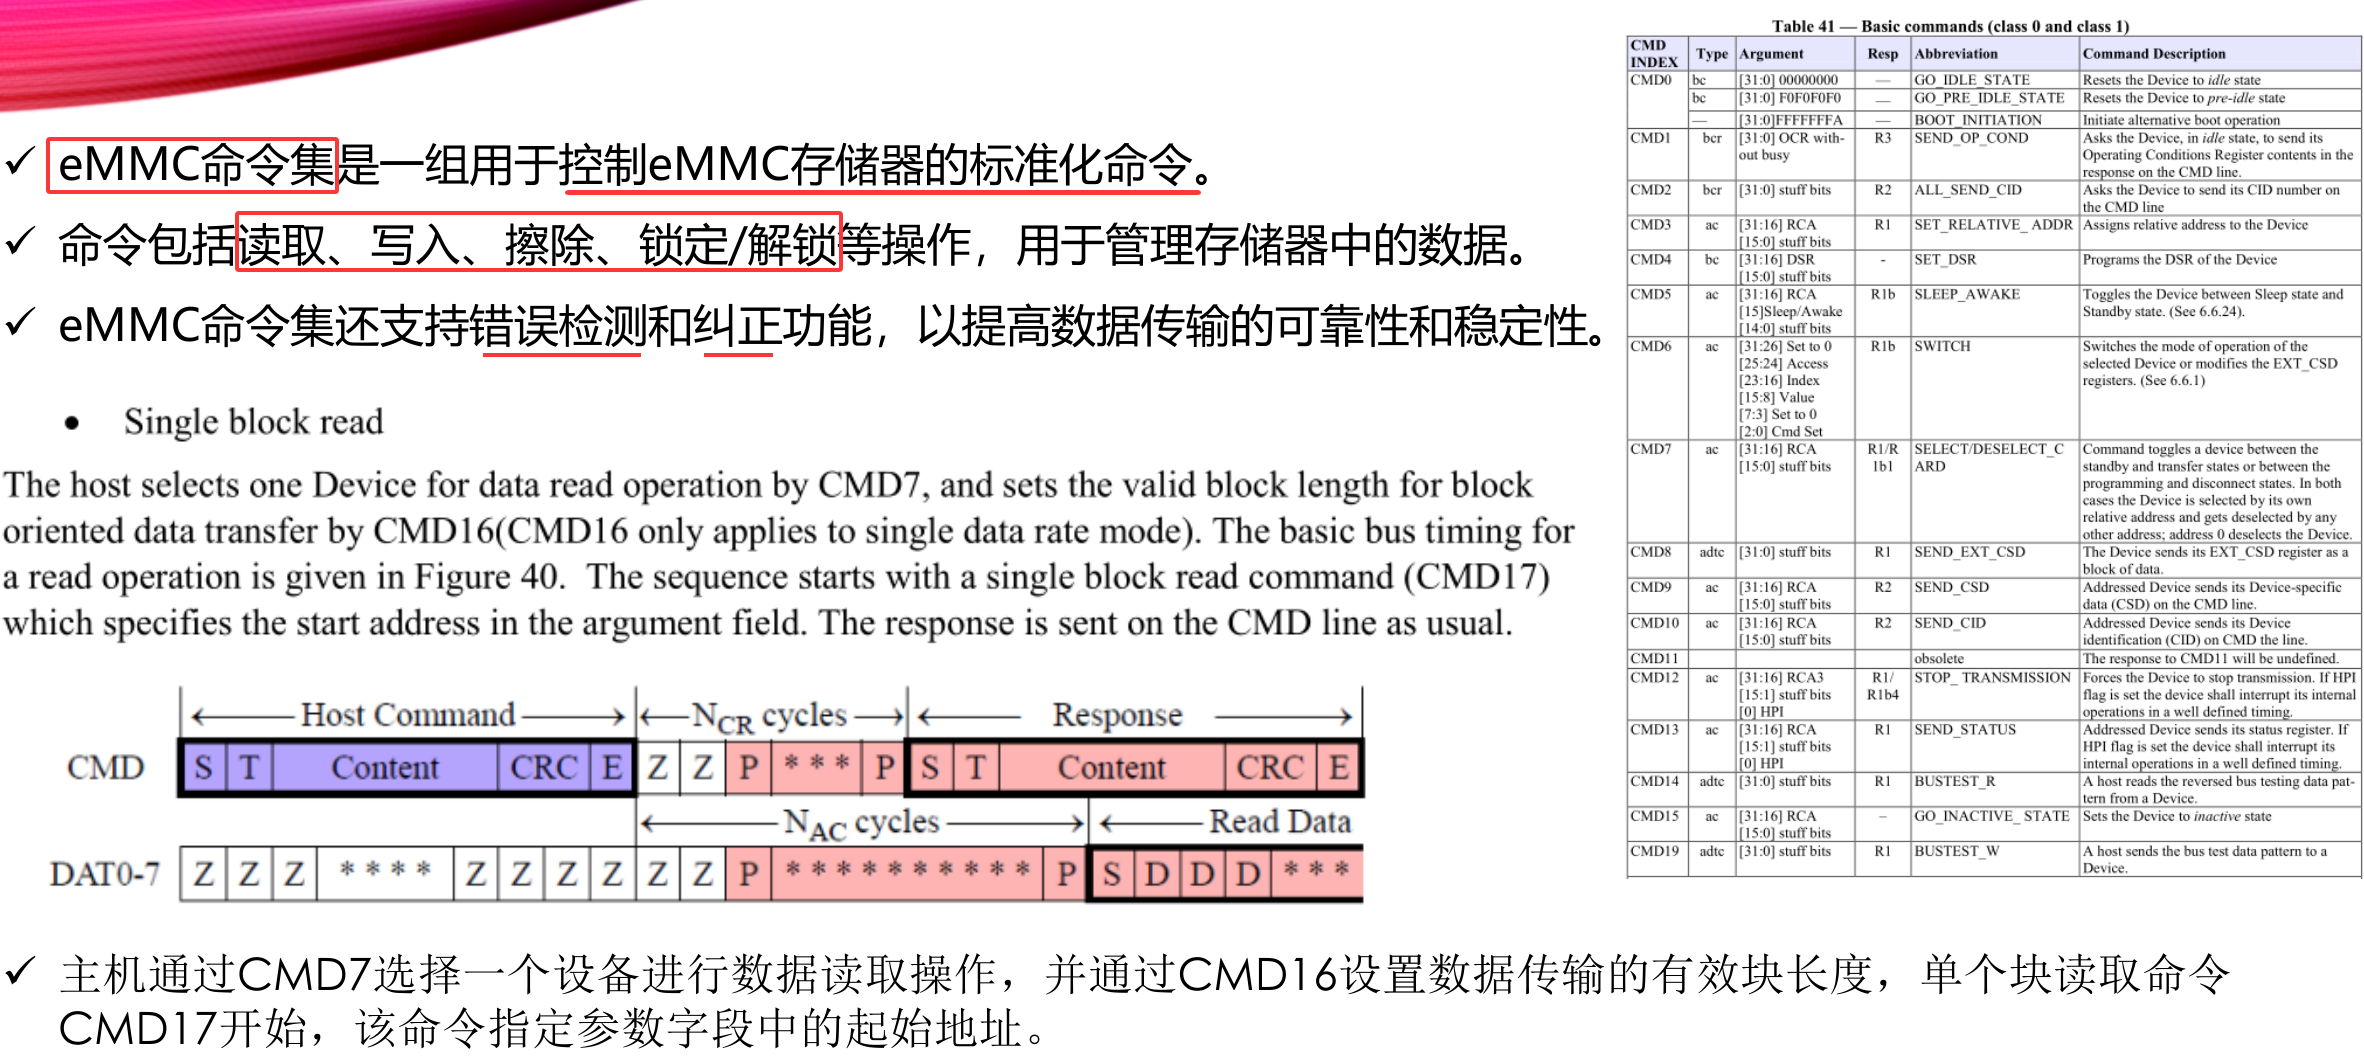 ✓ eMMC命令集是一组用于控制eMMC存储器的标准化命令。
✓ 命令包括读取、写入、擦除、锁定/解锁等操作，用于管理存储器中的数据。
✓ eMMC命令集还支持错误检测和纠正功能，以提高数据传输的可靠性和稳定性。
• Single block read
The host selects one Device for data read operation by CMD7, and sets the valid block length for block
oriented data transfer by CMD16(CMD16 only applies to single data rate mode). The basic bus timing for
a read operation is given in Figure 40. The sequence starts with a single block read command (CMD17)
which specifies the start address in the argument field. The response is sent on the CMD line as usual.
Host Command N_CR cycles Response
CMD S T Content CRC E Z Z P * * * P S T Content CRC E
N_AC cycles Read Data
DAT0-7 Z Z Z * * * * Z Z Z Z Z Z P * * * * * * * * * * P S D D D * * *
✓ 主机通过CMD7选择一个设备进行数据读取操作，并通过CMD16设置数据传输的有效块长度，单个块读取命令
CMD17开始，该命令指定参数字段中的起始地址。
Table 41 — Basic commands (class 0 and class 1)
CMD INDEX Type Argument Resp Abbreviation Command Description
CMD0 bc [31:0] 00000000 — GO_IDLE_STATE Resets the Device to idle state
bc [31:0] F0F0F0F0 — GO_PRE_IDLE_STATE Resets the Device to pre-idle state
— [31:0]FFFFFFFA — BOOT_INITIATION Initiate alternative boot operation
CMD1 bcr [31:0] OCR with- R3 SEND_OP_COND Asks the Device, in idle state, to send its
out busy Operating Conditions Register contents in the
response on the CMD line.
CMD2 bcr [31:0] stuff bits R2 ALL_SEND_CID Asks the Device to send its CID number on
the CMD line
CMD3 ac [31:16] RCA R1 SET_RELATIVE_ ADDR Assigns relative address to the Device
[15:0] stuff bits
CMD4 bc [31:16] DSR - SET_DSR Programs the DSR of the Device
[15:0] stuff bits
CMD5 ac [31:16] RCA R1b SLEEP_AWAKE Toggles the Device between Sleep state and
[15]Sleep/Awake Standby state. (See 6.6.24).
[14:0] stuff bits
CMD6 ac [31:26] Set to 0 R1b SWITCH Switches the mode of operation of the
[25:24] Access selected Device or modifies the EXT_CSD
[23:16] Index registers. (See 6.6.1)
[15:8] Value
[7:3] Set to 0
[2:0] Cmd Set
CMD7 ac [31:16] RCA R1/R SELECT/DESELECT_C Command toggles a device between the
[15:0] stuff bits 1b1 ARD standby and transfer states or between the
programming and disconnect states. In both
cases the Device is selected by its own
relative address and gets deselected by any
other address; address 0 deselects the Device.
CMD8 adtc [31:0] stuff bits R1 SEND_EXT_CSD The Device sends its EXT_CSD register as a
block of data.
CMD9 ac [31:16] RCA R2 SEND_CSD Addressed Device sends its Device-specific
[15:0] stuff bits data (CSD) on the CMD line.
CMD10 ac [31:16] RCA R2 SEND_CID Addressed Device sends its Device
[15:0] stuff bits identification (CID) on CMD the line.
CMD11 obsolete The response to CMD11 will be undefined.
CMD12 ac [31:16] RCA3 R1/ STOP_ TRANSMISSION Forces the Device to stop transmission. If HPI
[15:1] stuff bits R1b4 flag is set the device shall interrupt its internal
[0] HPI operations in a well defined timing.
CMD13 ac [31:16] RCA R1 SEND_STATUS Addressed Device sends its status register. If
[15:1] stuff bits HPI flag is set the device shall interrupt its
[0] HPI internal operations in a well defined timing.
CMD14 adtc [31:0] stuff bits R1 BUSTEST_R A host reads the reversed bus testing data pat-
tern from a Device.
CMD15 ac [31:16] RCA – GO_INACTIVE_ STATE Sets the Device to inactive state
[15:0] stuff bits
CMD19 adtc [31:0] stuff bits R1 BUSTEST_W A host sends the bus test data pattern to a
Device.